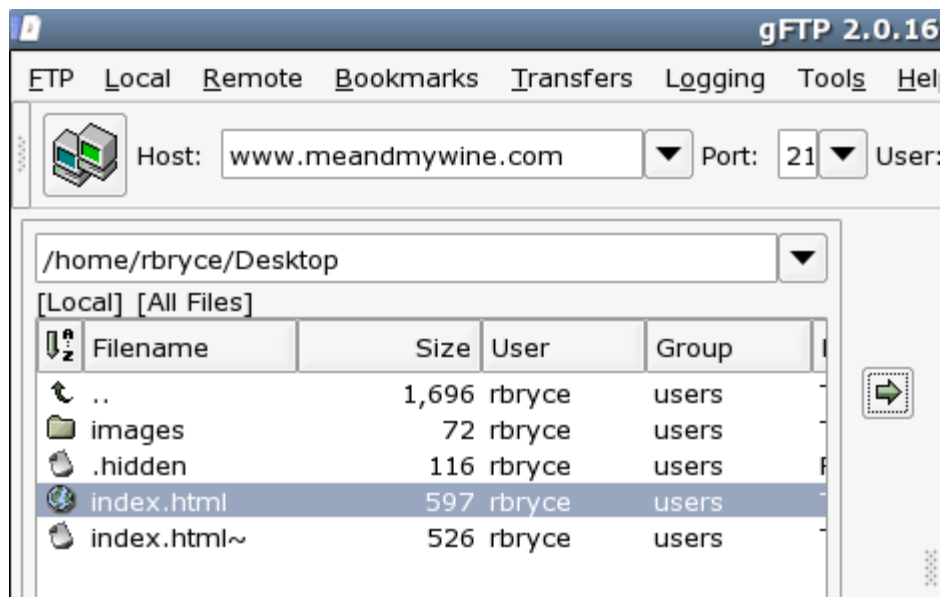 gFTP 2.0.16
FTP Local Remote Bookmarks Transfers Logging Tools Hel
Host: www.meandmywine.com Port: 21 User:
/home/rbryce/Desktop
[Local] [All Files]
Filename Size User Group
.. 1,696 rbryce users
images 72 rbryce users
.hidden 116 rbryce users
index.html 597 rbryce users
index.html~ 526 rbryce users